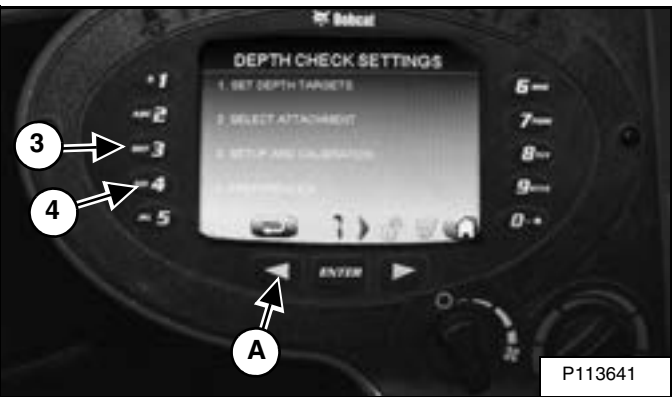 Bobcat
DEPTH CHECK SETTINGS
1. SET DEPTH TARGETS
2. SELECT ATTACHMENT
3. SETUP AND CALIBRATION
1
2
3
4
5
6
7
8
9
0
ENTER
3
4
A
P113641